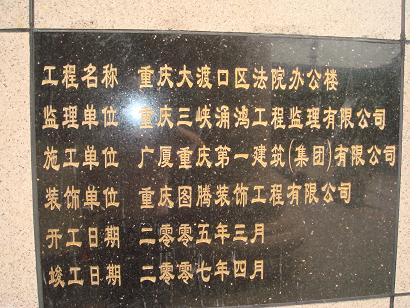 工程名称 重庆大渡口区法院办公楼
监理单位 重庆三峡涌鸿工程监理有限公司
施工单位 广厦重庆第一建筑(集团)有限公司
装饰单位 重庆图腾装饰工程有限公司
开工日期 二零零五年三月
竣工日期 二零零七年四月